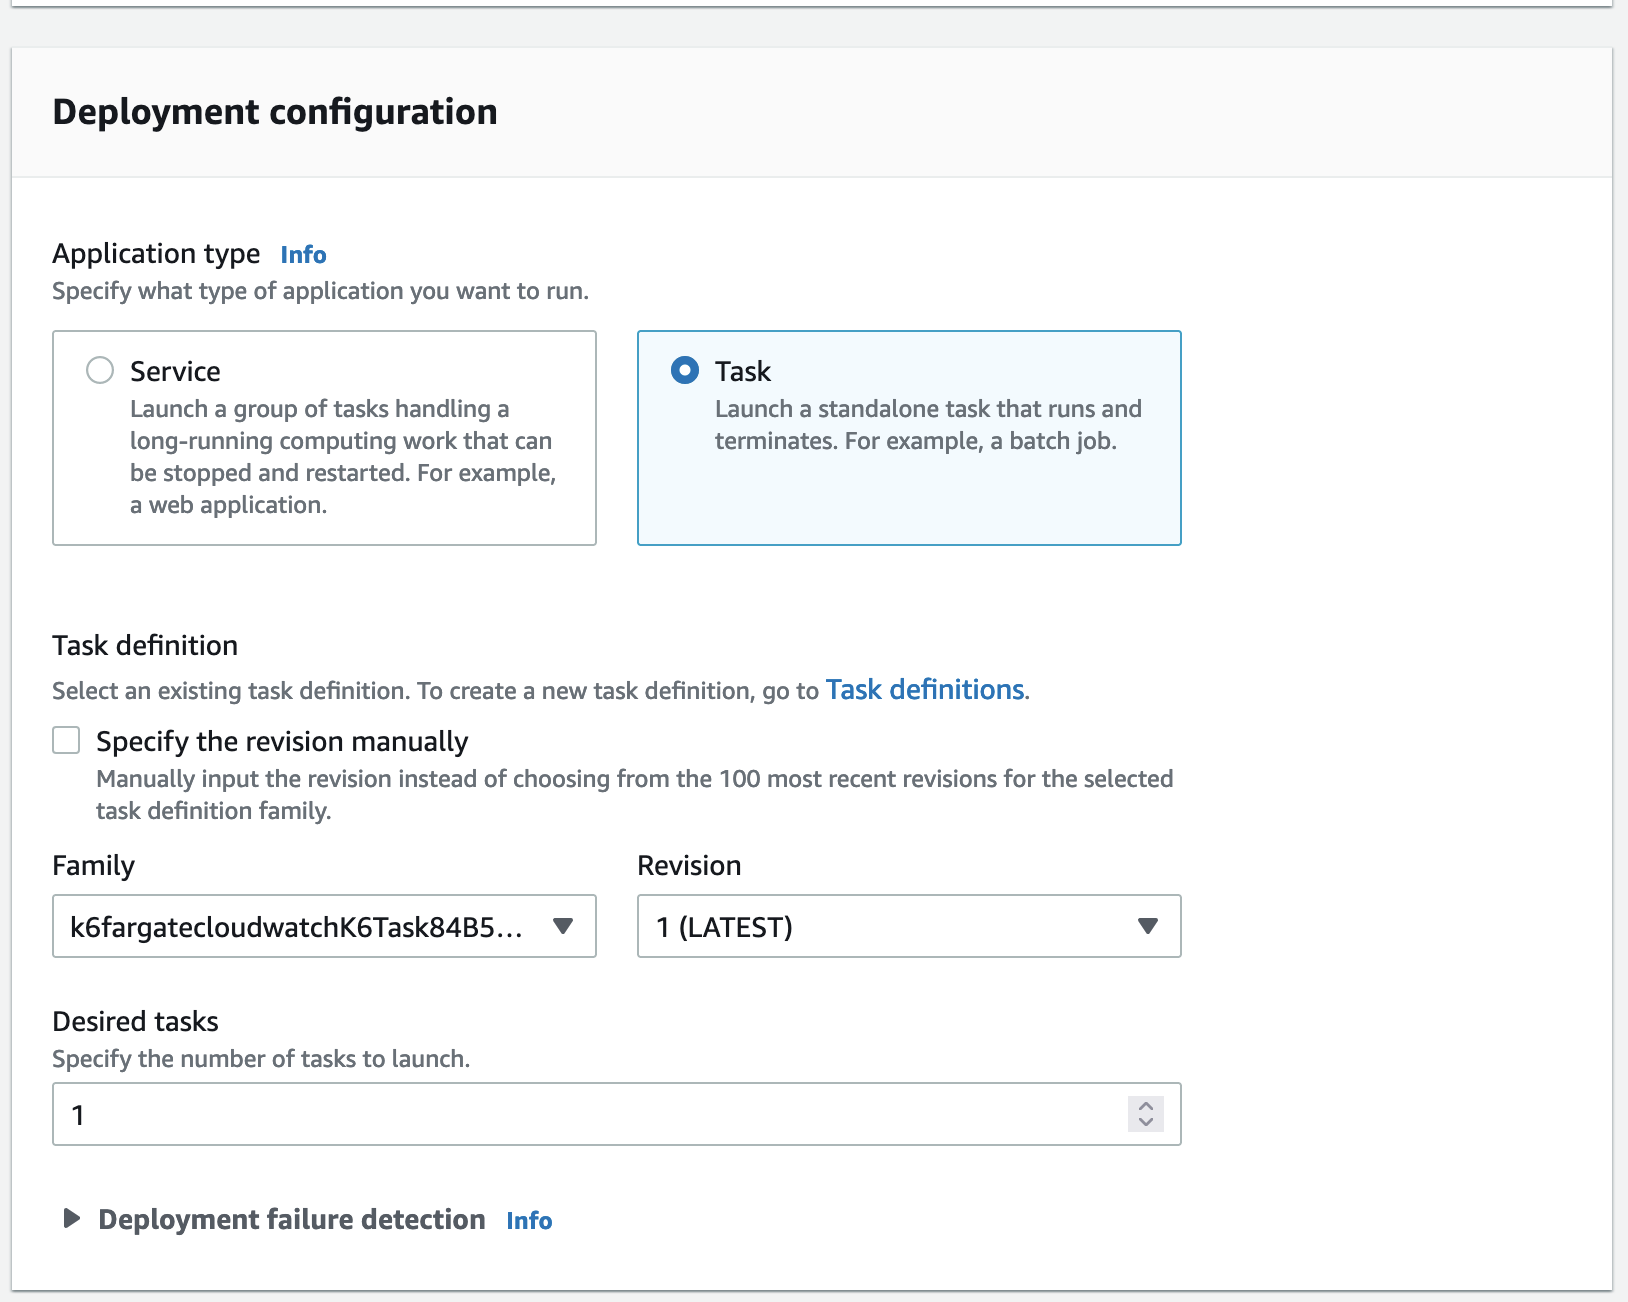 Deployment configuration
Application type Info
Specify what type of application you want to run.
Service
Launch a group of tasks handling a
long-running computing work that can
be stopped and restarted. For example,
a web application.
Task
Launch a standalone task that runs and
terminates. For example, a batch job.
Task definition
Select an existing task definition. To create a new task definition, go to Task definitions.
Specify the revision manually
Manually input the revision instead of choosing from the 100 most recent revisions for the selected
task definition family.
Family
k6fargatecloudwatchK6Task84B5...
Revision
1 (LATEST)
Desired tasks
Specify the number of tasks to launch.
1
Deployment failure detection Info